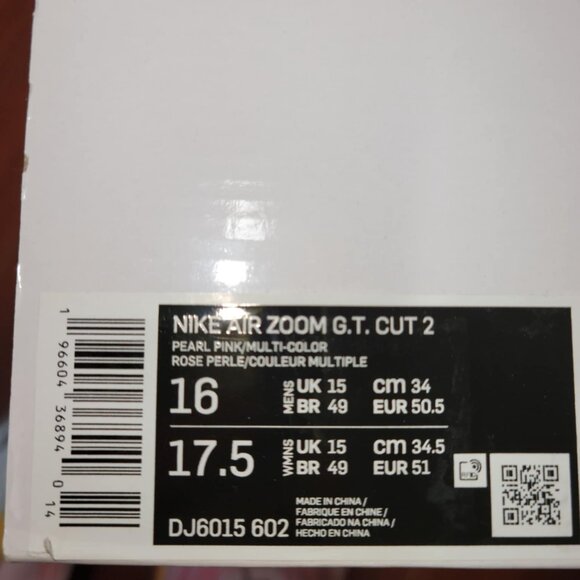 NIKE AIR ZOOM G.T. CUT 2
PEARL PINK/MULTI-COLOR
ROSE PERLE/COULEUR MULTIPLE
16 MENS UK 15 cm 34
BR 49 EUR 50.5
17.5 WMNS UK 15 cm 34.5
BR 49 EUR 51
DJ6015 602
MADE IN CHINA /
FABRIQUE EN CHINE /
FABRICADO NA CHINA /
HECHO EN CHINA
1 96604 36894 0 14